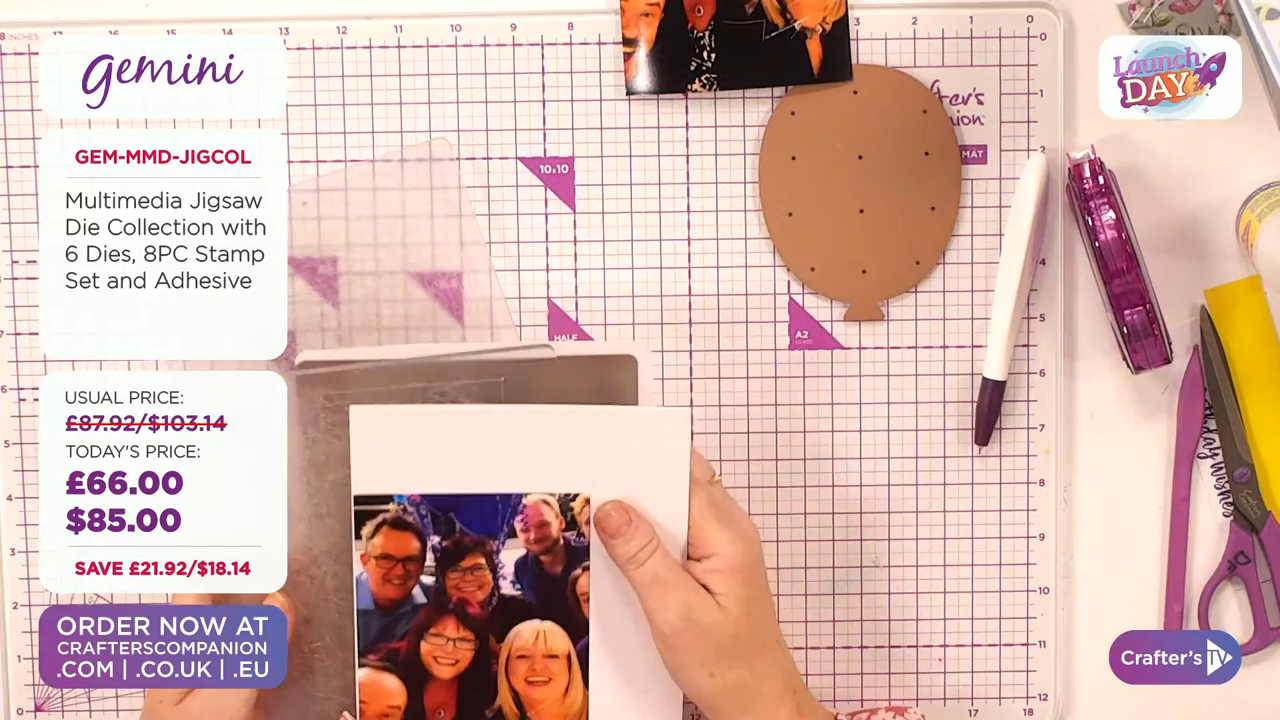 gemini
GEM-MMD-JIGCOL
Multimedia Jigsaw
Die Collection with
6 Dies, 8PC Stamp
Set and Adhesive
USUAL PRICE:
£87.92/$103.14
TODAY'S PRICE:
£66.00
$85.00
SAVE £21.92/$18.14
ORDER NOW AT
CRAFTERSCOMPANION
.COM | .CO.UK | .EU
Launch
DAY
Crafter's TV
10x10
HALF
A2
MAT
INCHES